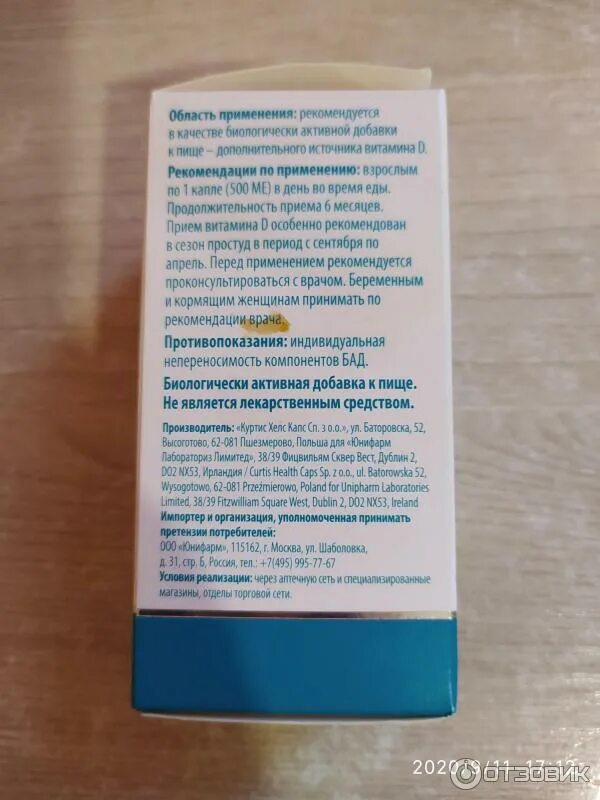 Область применения: рекомендуется
в качестве биологически активной добавки
к пище – дополнительного источника витамина D.
Рекомендации по применению: взрослым
по 1 капле (500 МЕ) в день во время еды.
Продолжительность приема 6 месяцев.
Прием витамина D особенно рекомендован
в сезон простуд в период с сентября по
апрель. Перед применением рекомендуется
проконсультироваться с врачом. Беременным
и кормящим женщинам принимать по
рекомендации врача.
Противопоказания: индивидуальная
непереносимость компонентов БАД.
Биологически активная добавка к пище.
Не является лекарственным средством.
Производитель: «Куртис Хелс Капс Сп. з о.о.», ул. Баторовска, 52,
Высоготово, 62-081 Пшезмерово, Польша для «Юнифарм
Лабораториз Лимитед», 38/39 Фицвильям Сквер Вест, Дублин 2,
DO2 NX53, Ирландия / Curtis Health Caps Sp. z o.o., ul. Batorowska 52,
Wysogotowo, 62-081 Przeźmierowo, Poland for Unipharm Laboratories
Limited, 38/39 Fitzwilliam Square West, Dublin 2, DO2 NX53, Ireland
Импортер и организация, уполномоченная принимать
претензии потребителей:
ООО «Юнифарм», 115162, г. Москва, ул. Шаболовка,
д. 31, стр. Б, Россия, тел.: +7(495) 995-77-67
Условия реализации: через аптечную сеть и специализированные
магазины, отделы торговой сети.
2020/9/11 17:12
ОТЗОВИК